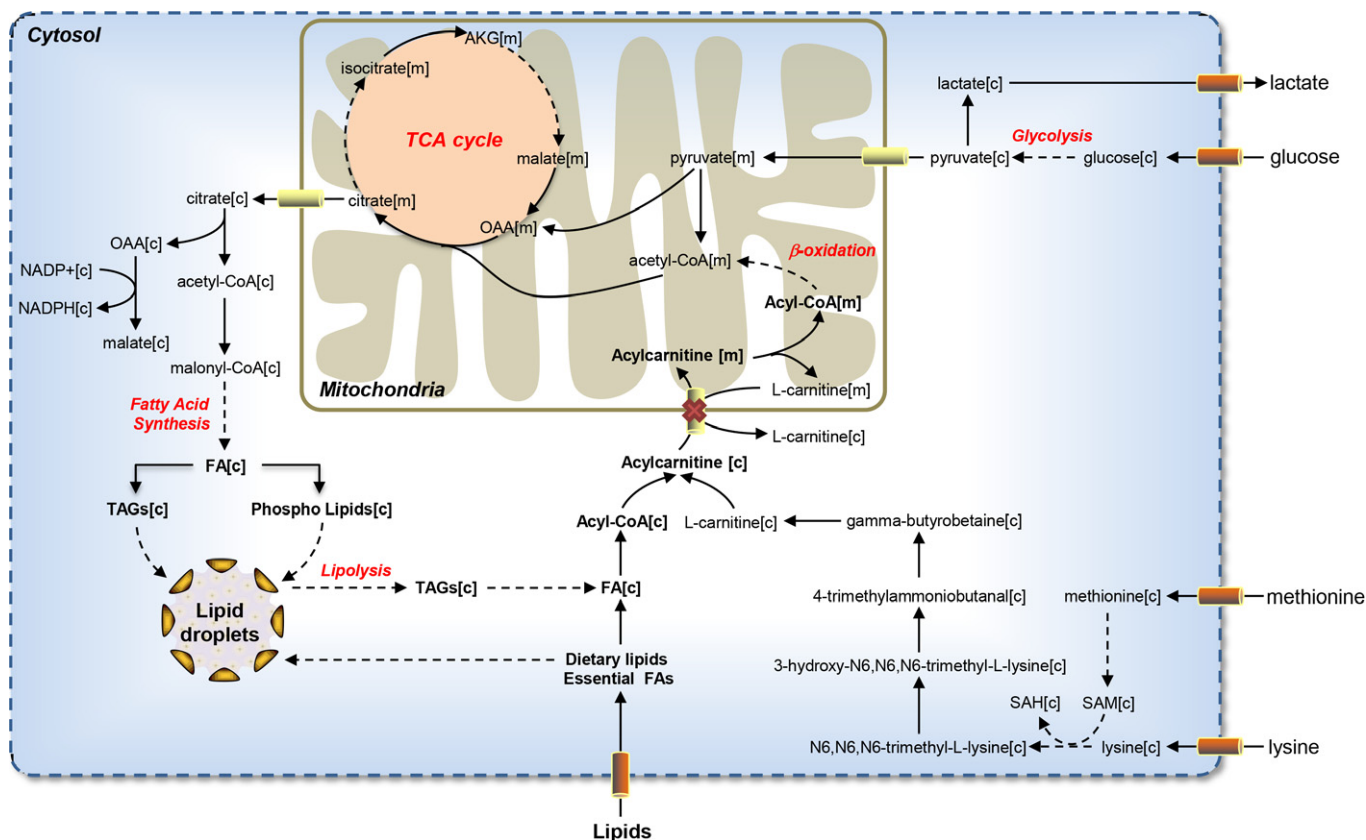 Cytosol
AKG[m]
isocitrate[m]
TCA cycle
malate[m]
citrate[m]
OAA[m]
pyruvate[m]
acetyl-CoA[m]
β-oxidation
Acyl-CoA[m]
Acylcarnitine [m]
L-carnitine[m]
Mitochondria
lactate[c]
lactate
Glycolysis
pyruvate[c]
glucose[c]
glucose
citrate[c]
OAA[c]
NADP+[c]
acetyl-CoA[c]
NADPH[c]
malate[c]
malonyl-CoA[c]
Fatty Acid
Synthesis
FA[c]
TAGs[c]
Phospho Lipids[c]
Lipid
droplets
Lipolysis
TAGs[c]
FA[c]
L-carnitine[c]
Acylcarnitine [c]
Acyl-CoA[c]
L-carnitine[c]
gamma-butyrobetaine[c]
4-trimethylammoniobutanal[c]
methionine[c]
methionine
Dietary lipids
Essential FAs
3-hydroxy-N6,N6,N6-trimethyl-L-lysine[c]
SAH[c]
SAM[c]
N6,N6,N6-trimethyl-L-lysine[c]
lysine[c]
lysine
Lipids